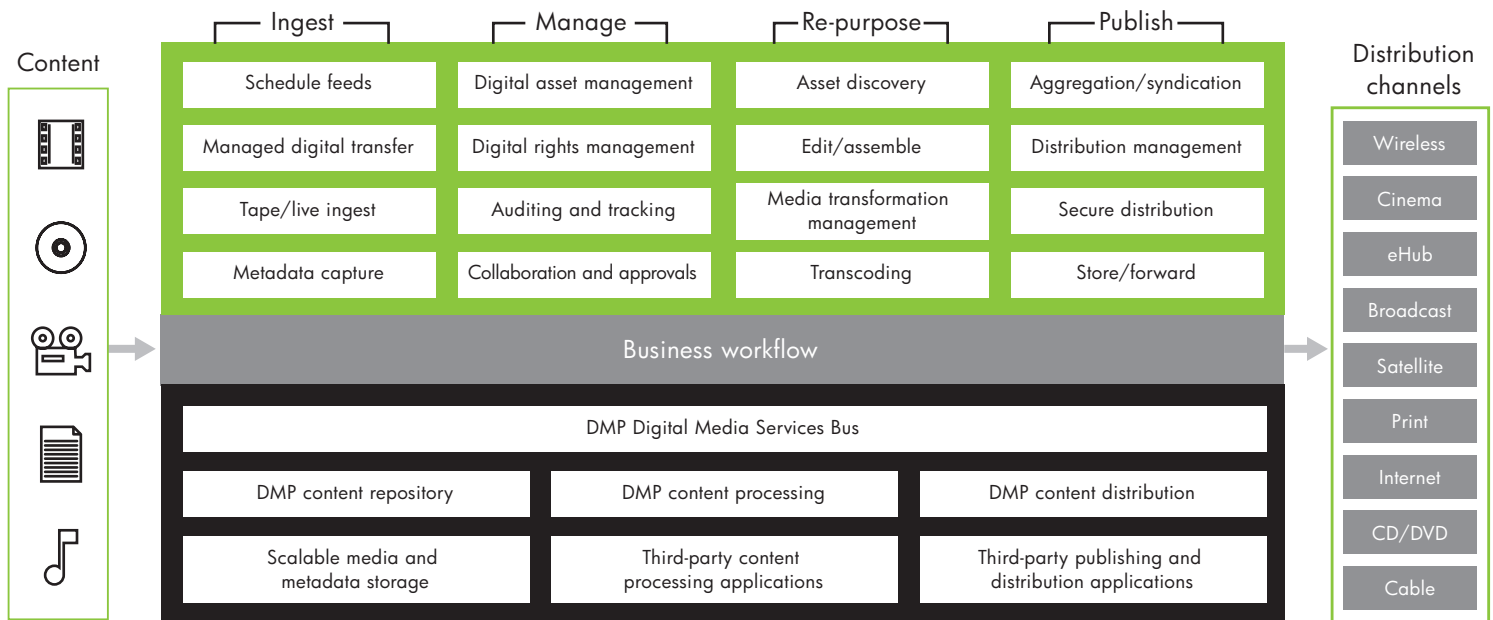 Content
Ingest
Manage
Re-purpose
Publish
Schedule feeds
Managed digital transfer
Tape/live ingest
Metadata capture
Digital asset management
Digital rights management
Auditing and tracking
Collaboration and approvals
Asset discovery
Edit/assemble
Media transformation
management
Transcoding
Aggregation/syndication
Distribution management
Secure distribution
Store/forward
Business workflow
DMP Digital Media Services Bus
DMP content repository
DMP content processing
DMP content distribution
Scalable media and
metadata storage
Third-party content
processing applications
Third-party publishing and
distribution applications
Distribution
channels
Wireless
Cinema
eHub
Broadcast
Satellite
Print
Internet
CD/DVD
Cable